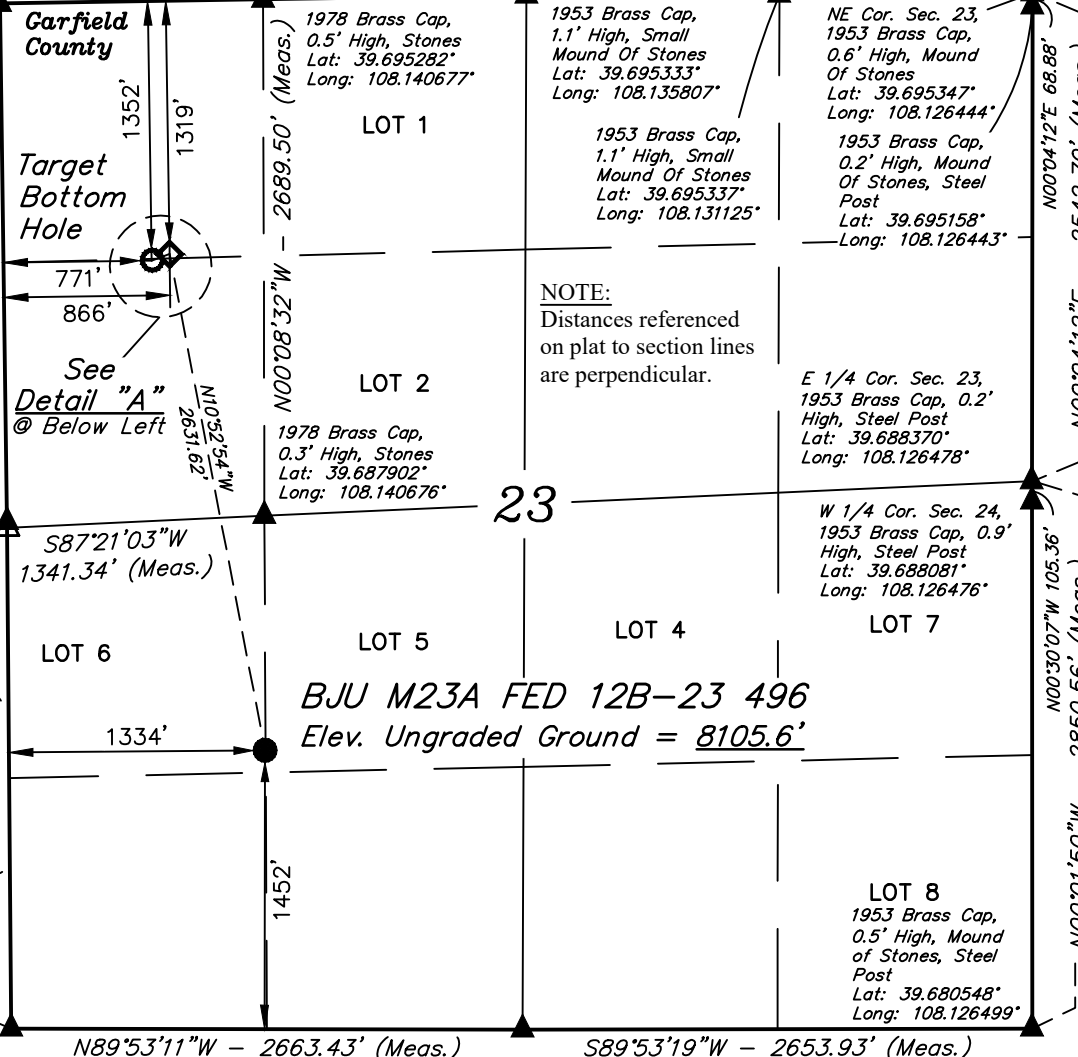 Garfield
County
1352'
1319'
1978 Brass Cap,
0.5' High, Stones
Lat: 39.695282°
Long: 108.140677°
LOT 1
N00°08'32"W - 2689.50' (Meas.)
1953 Brass Cap,
1.1' High, Small
Mound Of Stones
Lat: 39.695333°
Long: 108.135807°
1953 Brass Cap,
1.1' High, Small
Mound Of Stones
Lat: 39.695337°
Long: 108.131125°
NE Cor. Sec. 23,
1953 Brass Cap,
0.6' High, Mound
Of Stones
Lat: 39.695347°
Long: 108.126444°
1953 Brass Cap,
0.2' High, Mound
Of Stones, Steel
Post
Lat: 39.695158°
Long: 108.126443°
N00°04'12"E 68.88'
Target
Bottom
Hole
771'
866'
See
Detail "A"
@ Below Left
N10°52'54"W
2631.62'
NOTE:
Distances referenced
on plat to section lines
are perpendicular.
LOT 2
1978 Brass Cap,
0.3' High, Stones
Lat: 39.687902°
Long: 108.140676°
E 1/4 Cor. Sec. 23,
1953 Brass Cap, 0.2'
High, Steel Post
Lat: 39.688370°
Long: 108.126478°
23
W 1/4 Cor. Sec. 24,
1953 Brass Cap, 0.9'
High, Steel Post
Lat: 39.688081°
Long: 108.126476°
N00°30'07"W 105.36'
S87°21'03"W
1341.34' (Meas.)
LOT 6
LOT 5
LOT 4
LOT 7
BJU M23A FED 12B-23 496
Elev. Ungraded Ground = 8105.6'
1334'
1452'
LOT 8
1953 Brass Cap,
0.5' High, Mound
of Stones, Steel
Post
Lat: 39.680548°
Long: 108.126499°
N89°53'11"W - 2663.43' (Meas.)
S89°53'19"W - 2653.93' (Meas.)